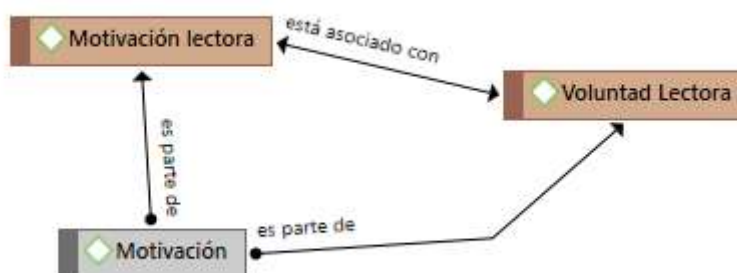 Motivación lectora
está asociado con
Voluntad Lectora
es parte de
es parte de
Motivación